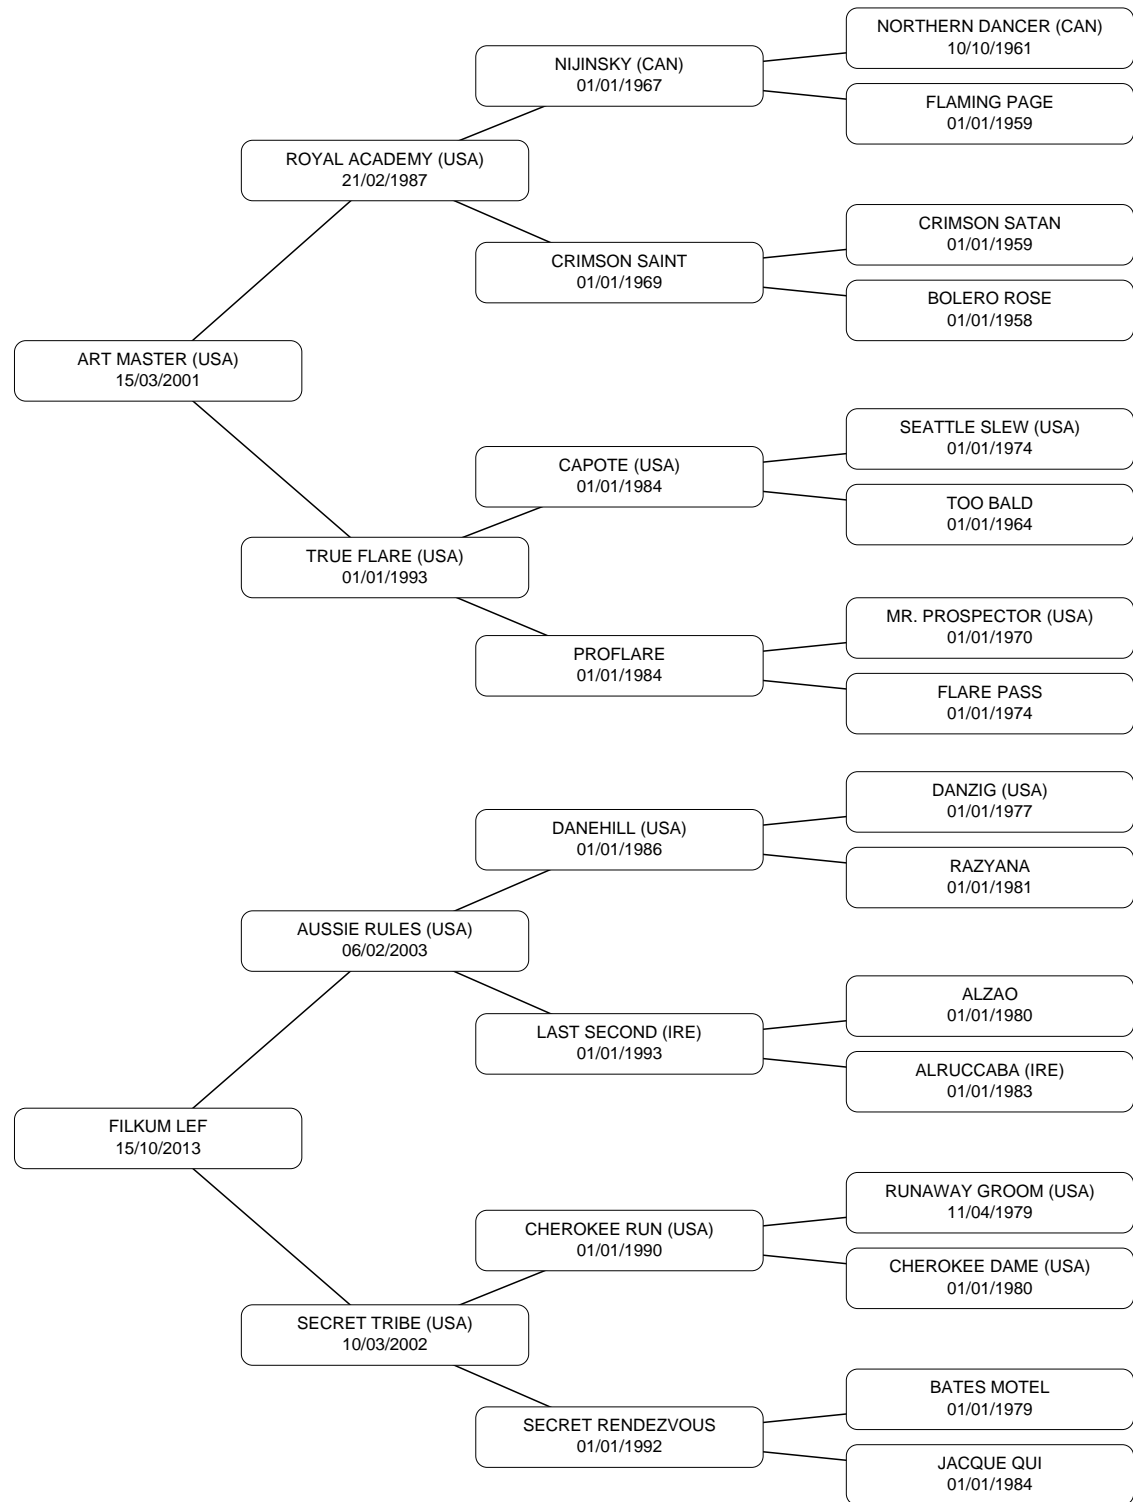 NORTHERN DANCER (CAN)
10/10/1961
NIJINSKY (CAN)
01/01/1967
FLAMING PAGE
01/01/1959
ROYAL ACADEMY (USA)
21/02/1987
CRIMSON SATAN
01/01/1959
CRIMSON SAINT
01/01/1969
BOLERO ROSE
01/01/1958
ART MASTER (USA)
15/03/2001
SEATTLE SLEW (USA)
01/01/1974
CAPOTE (USA)
01/01/1984
TOO BALD
01/01/1964
TRUE FLARE (USA)
01/01/1993
MR. PROSPECTOR (USA)
01/01/1970
PROFLARE
01/01/1984
FLARE PASS
01/01/1974
DANZIG (USA)
01/01/1977
DANEHILL (USA)
01/01/1986
RAZYANA
01/01/1981
AUSSIE RULES (USA)
06/02/2003
ALZAO
01/01/1980
LAST SECOND (IRE)
01/01/1993
ALRUCCABA (IRE)
01/01/1983
FILKUM LEF
15/10/2013
RUNAWAY GROOM (USA)
11/04/1979
CHEROKEE RUN (USA)
01/01/1990
CHEROKEE DAME (USA)
01/01/1980
SECRET TRIBE (USA)
10/03/2002
BATES MOTEL
01/01/1979
SECRET RENDEZVOUS
01/01/1992
JACQUE QUI
01/01/1984